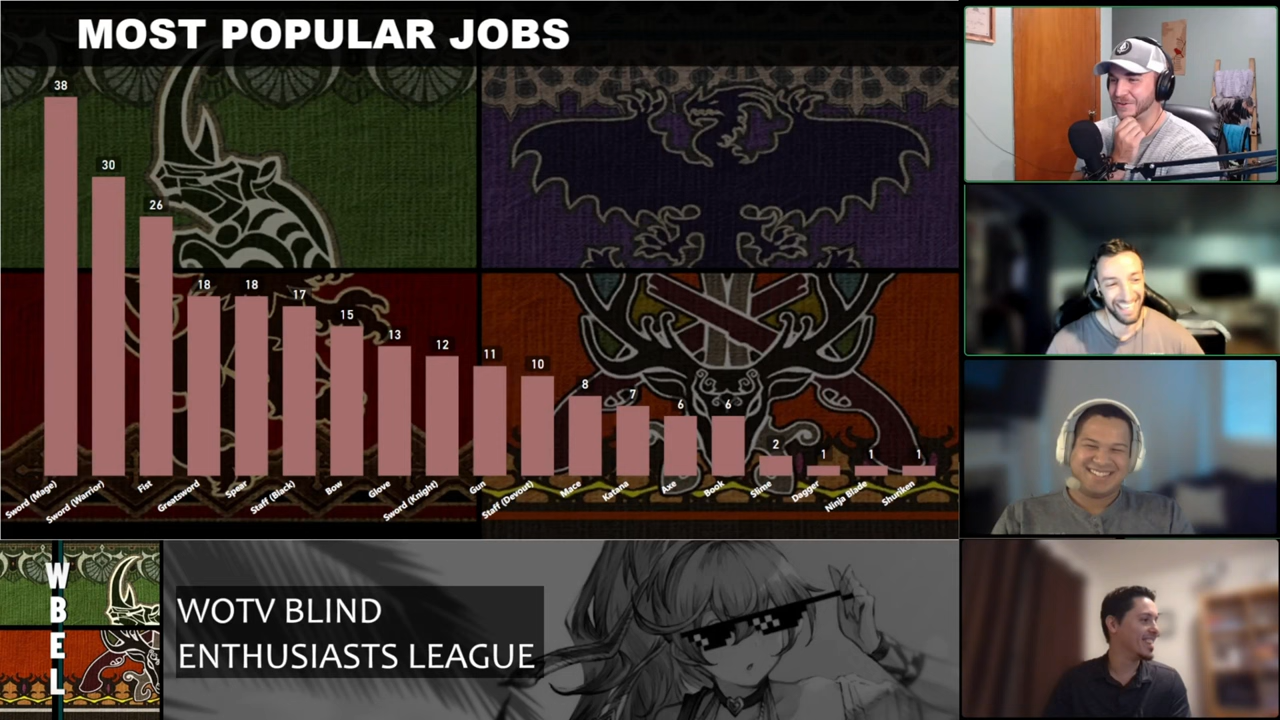 MOST POPULAR JOBS
38
30
26
18
18
17
15
13
12
11
10
8
7
6
6
2
1
1
1
Sword (Mage)
Sword (Warrior)
Fist
Greatsword
Spear
Staff (Black)
Bow
Glove
Sword (Knight)
Gun
Staff (Devout)
Mace
Katana
Axe
Book
Slime
Dagger
Ninja Blade
Shuriken
WBEL
WOTV BLIND
ENTHUSIASTS LEAGUE